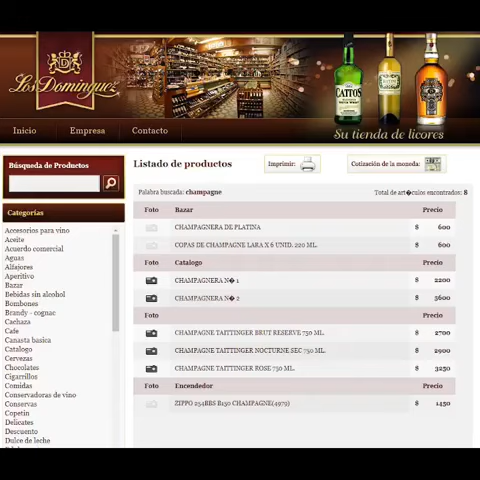 Los Dominguez
CATTOS
Inicio Empresa Contacto
Su tienda de licores
Búsqueda de Productos
Listado de productos
Imprimir:
Cotización de la moneda:
Palabra buscada: champagne
Total de art�culos encontrados: 8
Categorías
Accesorios para vino
Aceite
Acuerdo comercial
Aguas
Alfajores
Aperitivo
Bazar
Bebidas sin alcohol
Bombones
Brandy - cognac
Cachaza
Cafe
Canasta basica
Catalogo
Cervezas
Chocolates
Cigarrillos
Comidas
Conservadoras de vino
Conservas
Copetin
Delicates
Descuento
Dulce de leche
Foto Bazar Precio
CHAMPAGNERA DE PLATINA $ 600
COPAS DE CHAMPAGNE LARA X 6 UNID. 220 ML. $ 600
Foto Catalogo Precio
CHAMPAGNERA N� 1 $ 2200
CHAMPAGNERA N� 2 $ 3600
Foto Precio
CHAMPAGNE TAITTINGER BRUT RESERVE 750 ML. $ 2700
CHAMPAGNE TAITTINGER NOCTURNE SEC 750 ML. $ 2900
CHAMPAGNE TAITTINGER ROSE 750 ML. $ 3250
Foto Encendedor Precio
ZIPPO 254RBS B150 CHAMPAGNE(4979) $ 1450